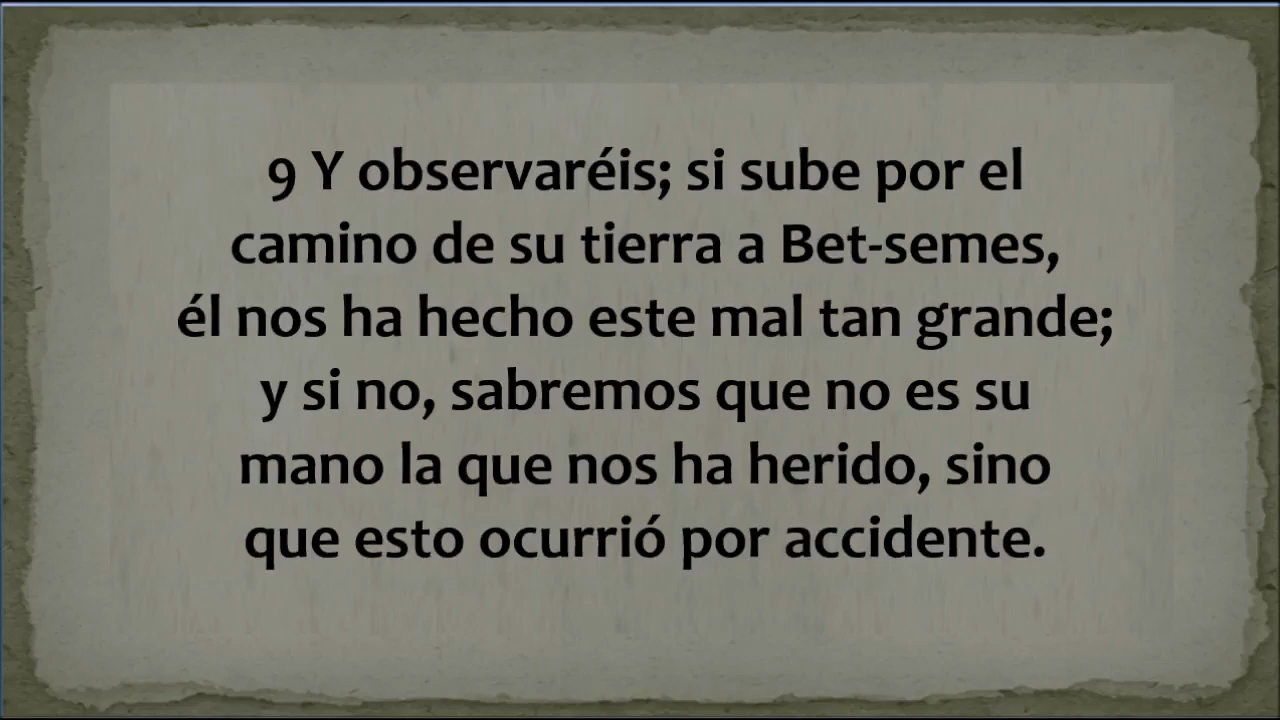 9 Y observaréis; si sube por el
camino de su tierra a Bet-semes,
él nos ha hecho este mal tan grande;
y si no, sabremos que no es su
mano la que nos ha herido, sino
que esto ocurrió por accidente.